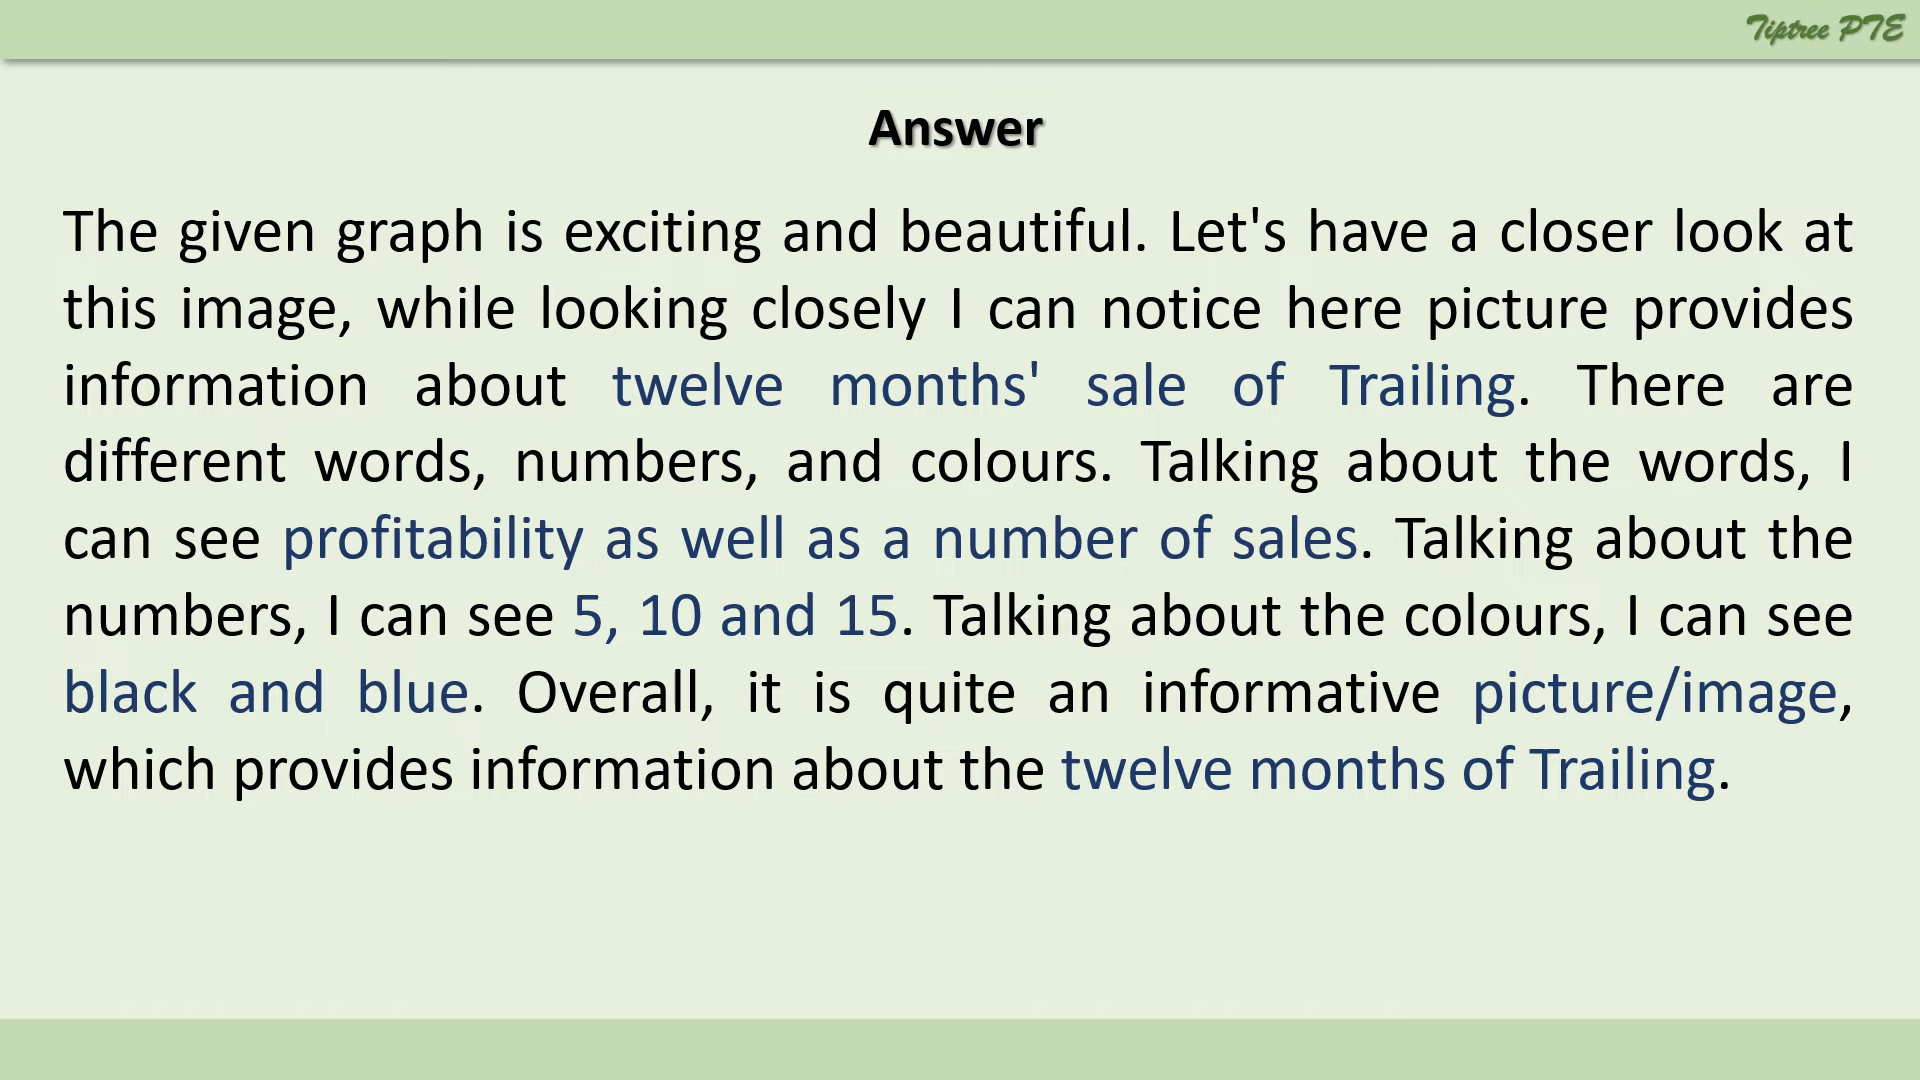 Tiptree PTE
Answer
The given graph is exciting and beautiful. Let's have a closer look at
this image, while looking closely I can notice here picture provides
information about twelve months' sale of Trailing. There are
different words, numbers, and colours. Talking about the words, I
can see profitability as well as a number of sales. Talking about the
numbers, I can see 5, 10 and 15. Talking about the colours, I can see
black and blue. Overall, it is quite an informative picture/image,
which provides information about the twelve months of Trailing.